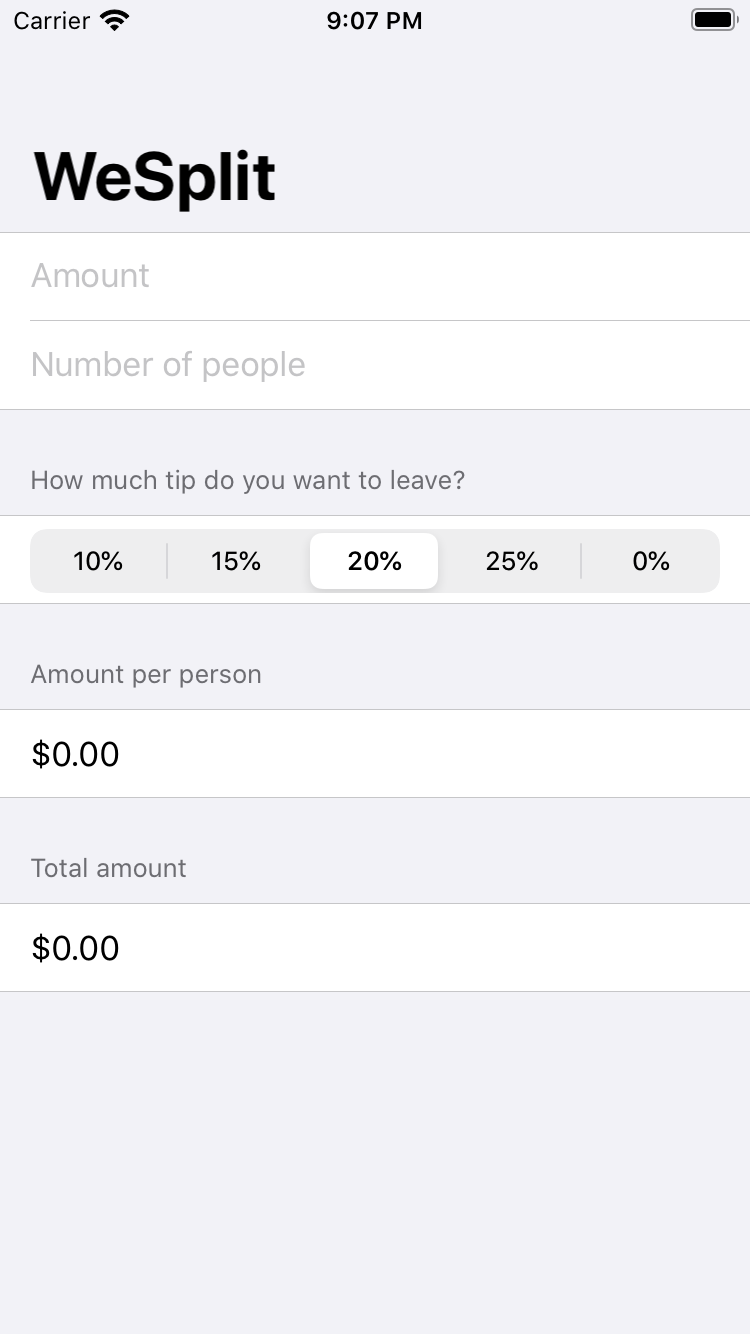 Carrier 9:07 PM
WeSplit
Amount
Number of people
How much tip do you want to leave?
10% 15% 20% 25% 0%
Amount per person
$0.00
Total amount
$0.00